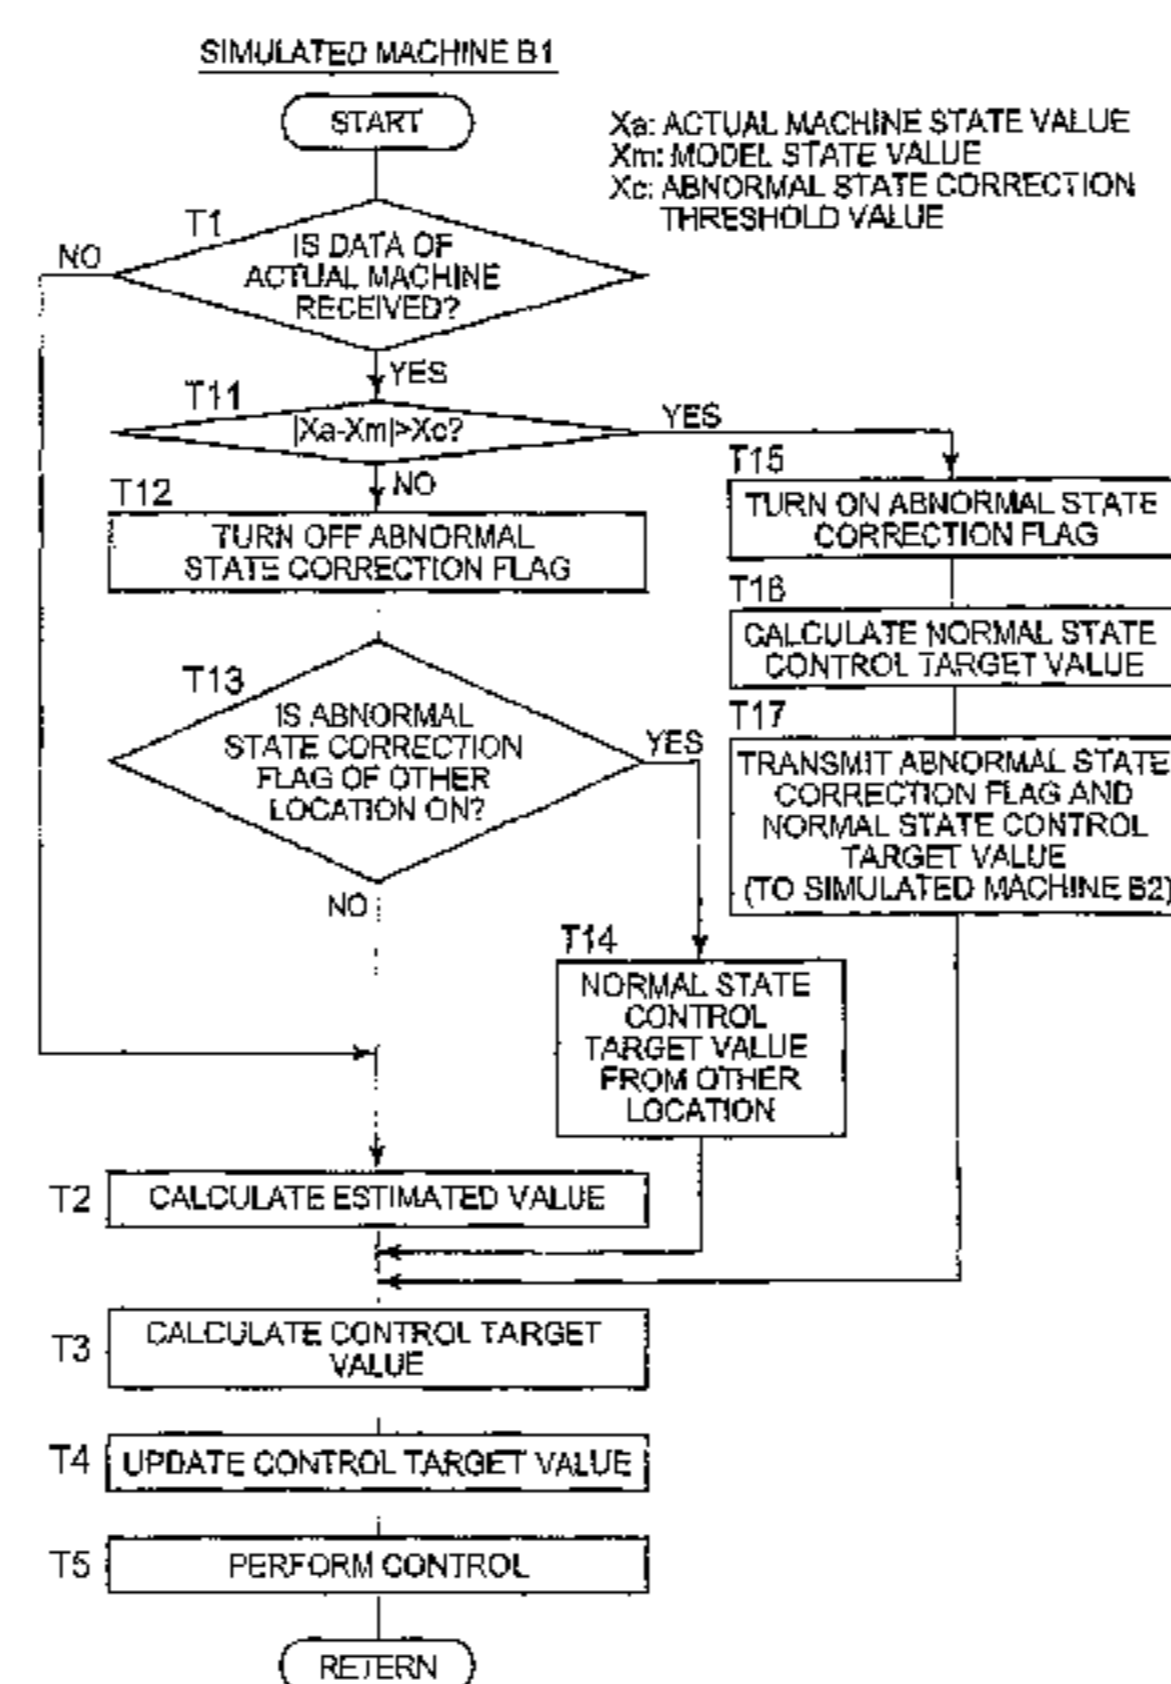 SIMULATED MACHINE B1
START
Xa: ACTUAL MACHINE STATE VALUE
Xm: MODEL STATE VALUE
Xc: ABNORMAL STATE CORRECTION
THRESHOLD VALUE
T1
NO
IS DATA OF
ACTUAL MACHINE
RECEIVED?
YES
T11
|Xa-Xm|>Xc?
YES
NO
T12
TURN OFF ABNORMAL
STATE CORRECTION FLAG
T15
TURN ON ABNORMAL STATE
CORRECTION FLAG
T16
CALCULATE NORMAL STATE
CONTROL TARGET VALUE
T13
IS ABNORMAL
STATE CORRECTION
FLAG OF OTHER
LOCATION ON?
YES
NO
T17
TRANSMIT ABNORMAL STATE
CORRECTION FLAG AND
NORMAL STATE CONTROL
TARGET VALUE
(TO SIMULATED MACHINE B2)
T14
NORMAL STATE
CONTROL
TARGET VALUE
FROM OTHER
LOCATION
T2
CALCULATE ESTIMATED VALUE
T3
CALCULATE CONTROL TARGET
VALUE
T4
UPDATE CONTROL TARGET VALUE
T5
PERFORM CONTROL
RETERN